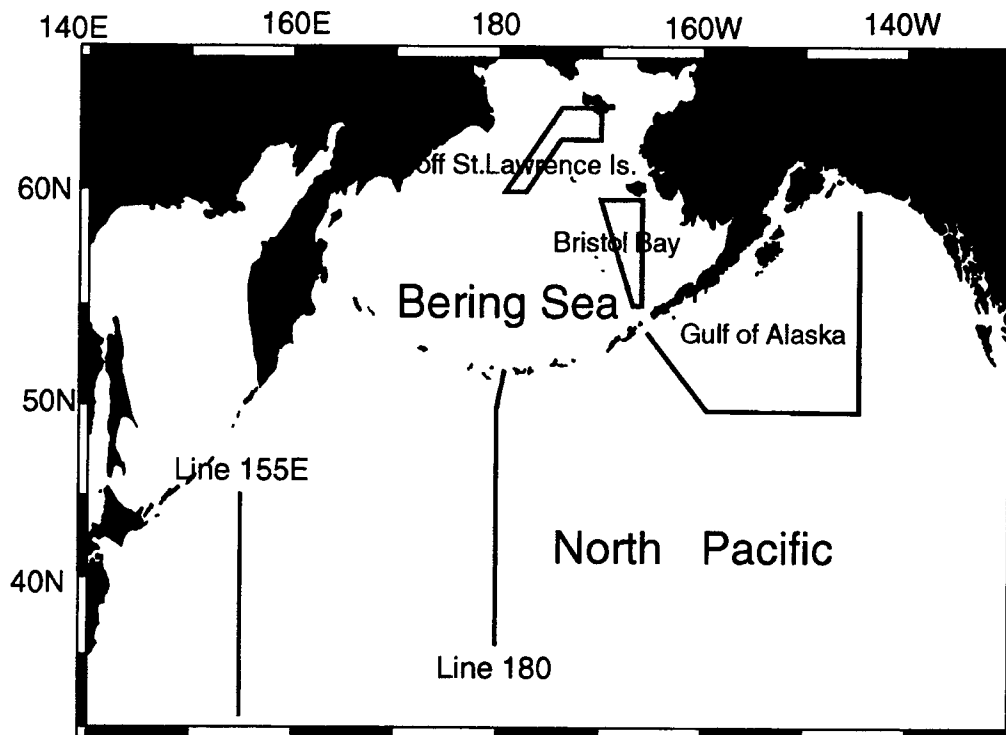 140E 160E 180 160W 140W
off St.Lawrence Is.
60N
Bristol Bay
Bering Sea
Gulf of Alaska
50N
Line 155E
North Pacific
40N
Line 180